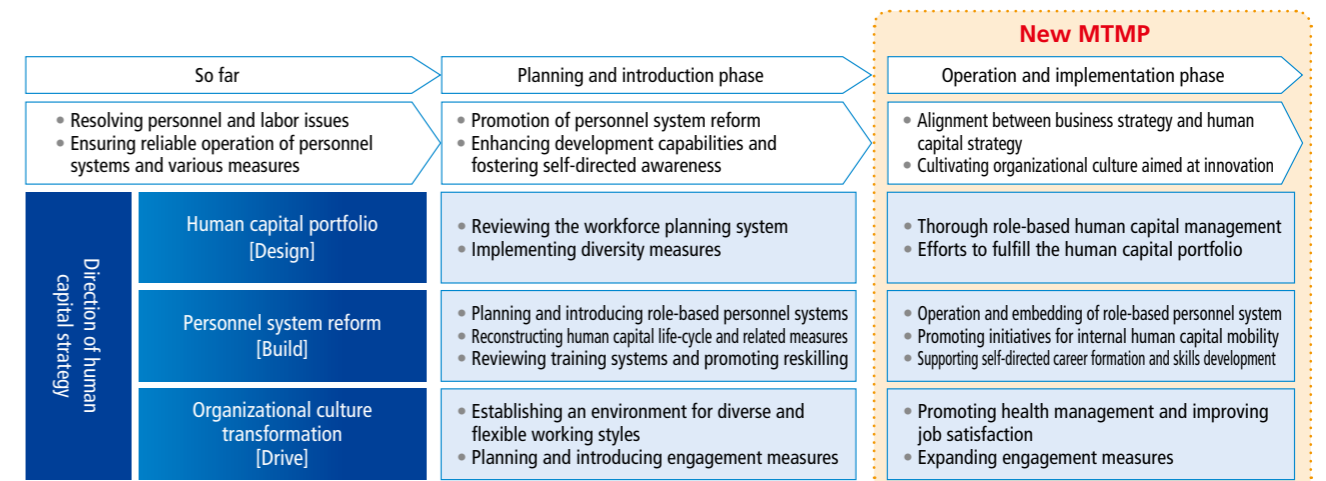 New MTMP
So far
Planning and introduction phase
Operation and implementation phase
• Resolving personnel and labor issues
• Ensuring reliable operation of personnel
systems and various measures
• Promotion of personnel system reform
• Enhancing development capabilities and
fostering self-directed awareness
• Alignment between business strategy and human
capital strategy
• Cultivating organizational culture aimed at innovation
Direction of human
capital strategy
Human capital portfolio
[Design]
• Reviewing the workforce planning system
• Implementing diversity measures
• Thorough role-based human capital management
• Efforts to fulfill the human capital portfolio
Personnel system reform
[Build]
• Planning and introducing role-based personnel systems
• Reconstructing human capital life-cycle and related measures
• Reviewing training systems and promoting reskilling
• Operation and embedding of role-based personnel system
• Promoting initiatives for internal human capital mobility
• Supporting self-directed career formation and skills development
Organizational culture
transformation
[Drive]
• Establishing an environment for diverse and
flexible working styles
• Planning and introducing engagement measures
• Promoting health management and improving
job satisfaction
• Expanding engagement measures